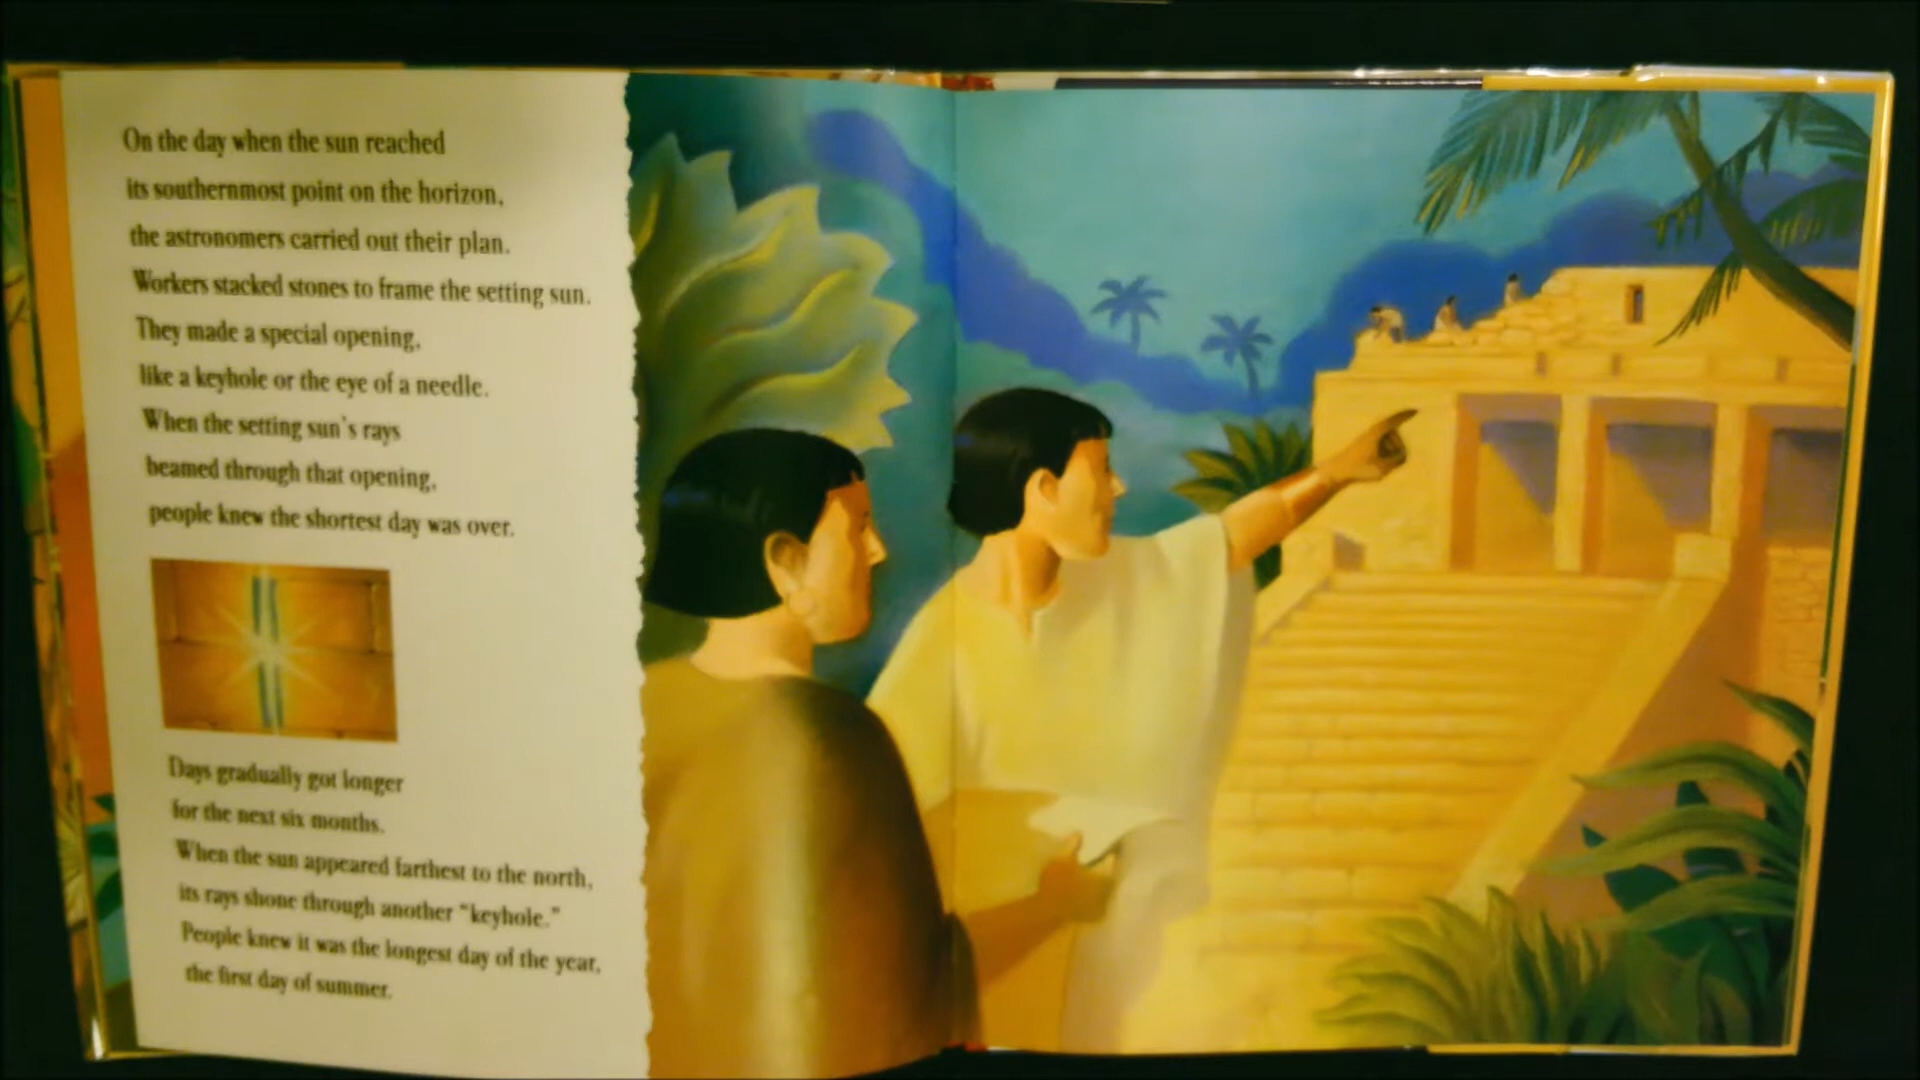 On the day when the sun reached
its southernmost point on the horizon,
the astronomers carried out their plan.
Workers stacked stones to frame the setting sun.
They made a special opening,
like a keyhole or the eye of a needle.
When the setting sun's rays
beamed through that opening,
people knew the shortest day was over.
Days gradually got longer
for the next six months.
When the sun appeared farthest to the north,
its rays shone through another "keyhole."
People knew it was the longest day of the year,
the first day of summer.